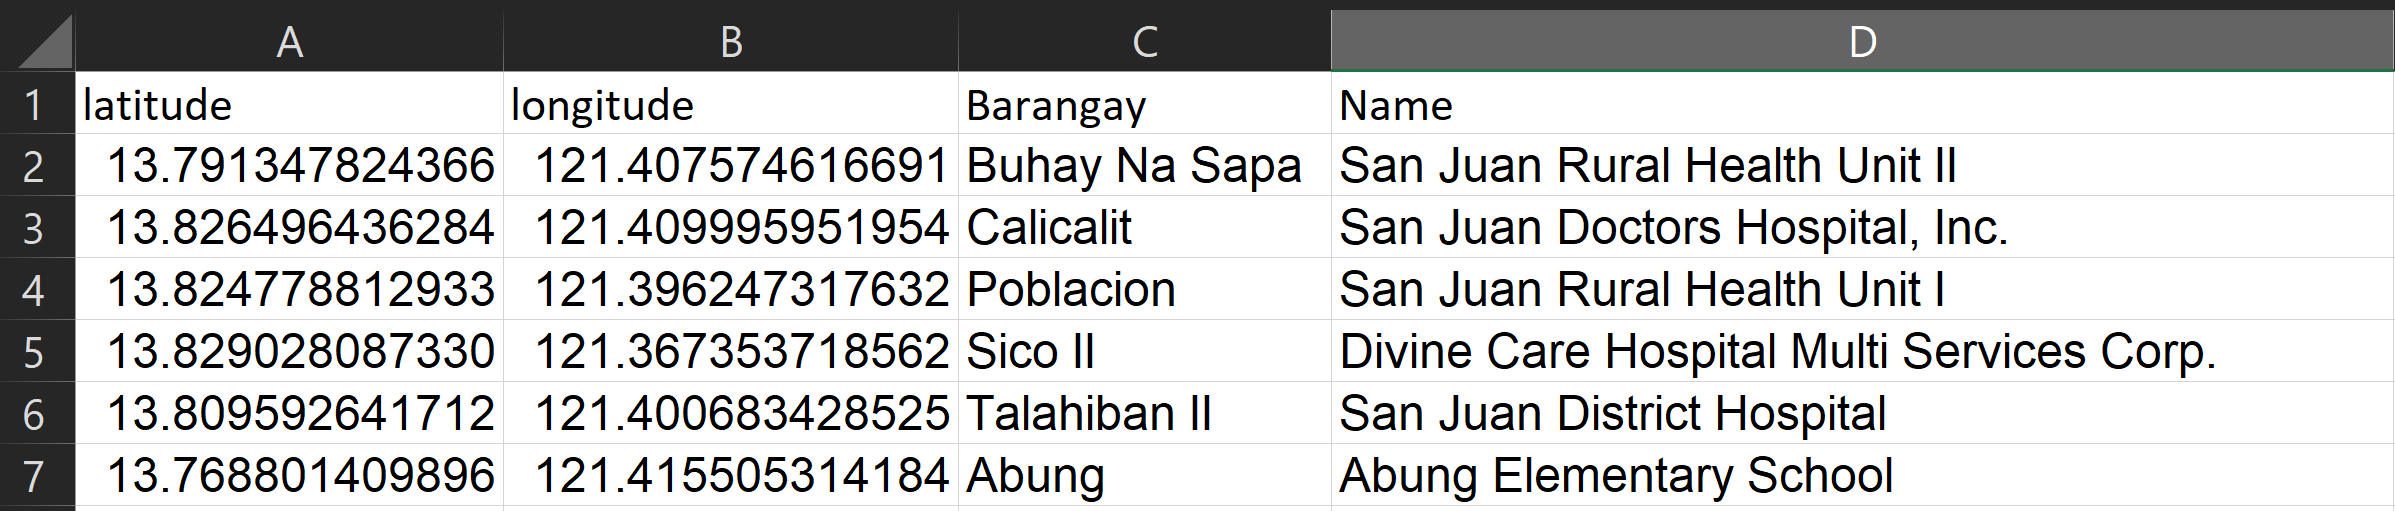 A B C D
1 latitude longitude Barangay Name
2 13.791347824366 121.407574616691 Buhay Na Sapa San Juan Rural Health Unit II
3 13.826496436284 121.409995951954 Calicalit San Juan Doctors Hospital, Inc.
4 13.824778812933 121.396247317632 Poblacion San Juan Rural Health Unit I
5 13.829028087330 121.367353718562 Sico II Divine Care Hospital Multi Services Corp.
6 13.809592641712 121.400683428525 Talahiban II San Juan District Hospital
7 13.768801409896 121.415505314184 Abung Abung Elementary School